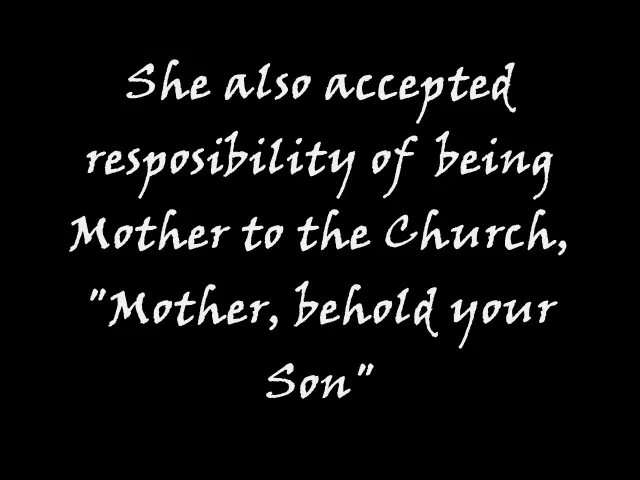 She also accepted
resposibility of being
Mother to the Church,
"Mother, behold your
Son"